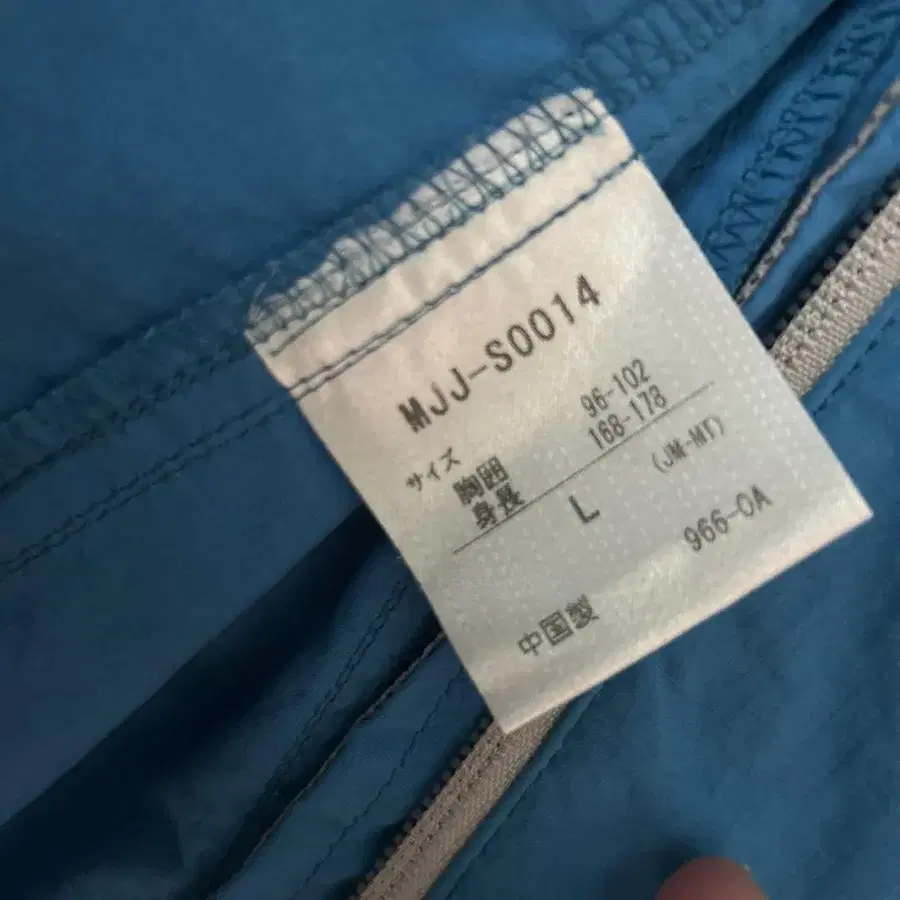 MJJ-S0014
サイズ
胸囲 96-102
身長 168-178
L (JM-MT)
966-OA
中国製